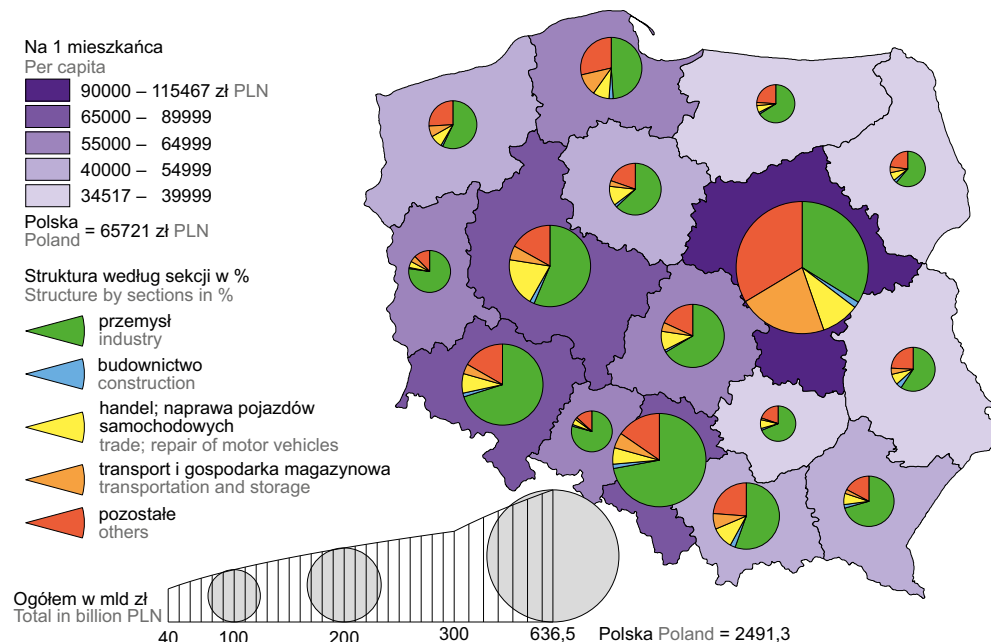 Na 1 mieszkańca
Per capita
90000 – 115467 zł PLN
65000 – 89999
55000 – 64999
40000 – 54999
34517 – 39999
Polska
Poland = 65721 zł PLN
Struktura według sekcji w %
Structure by sections in %
przemysł
industry
budownictwo
construction
handel; naprawa pojazdów
samochodowych
trade; repair of motor vehicles
transport i gospodarka magazynowa
transportation and storage
pozostałe
others
Ogółem w mld zł
Total in billion PLN
40 100 200 300 636,5 Polska Poland = 2491,3